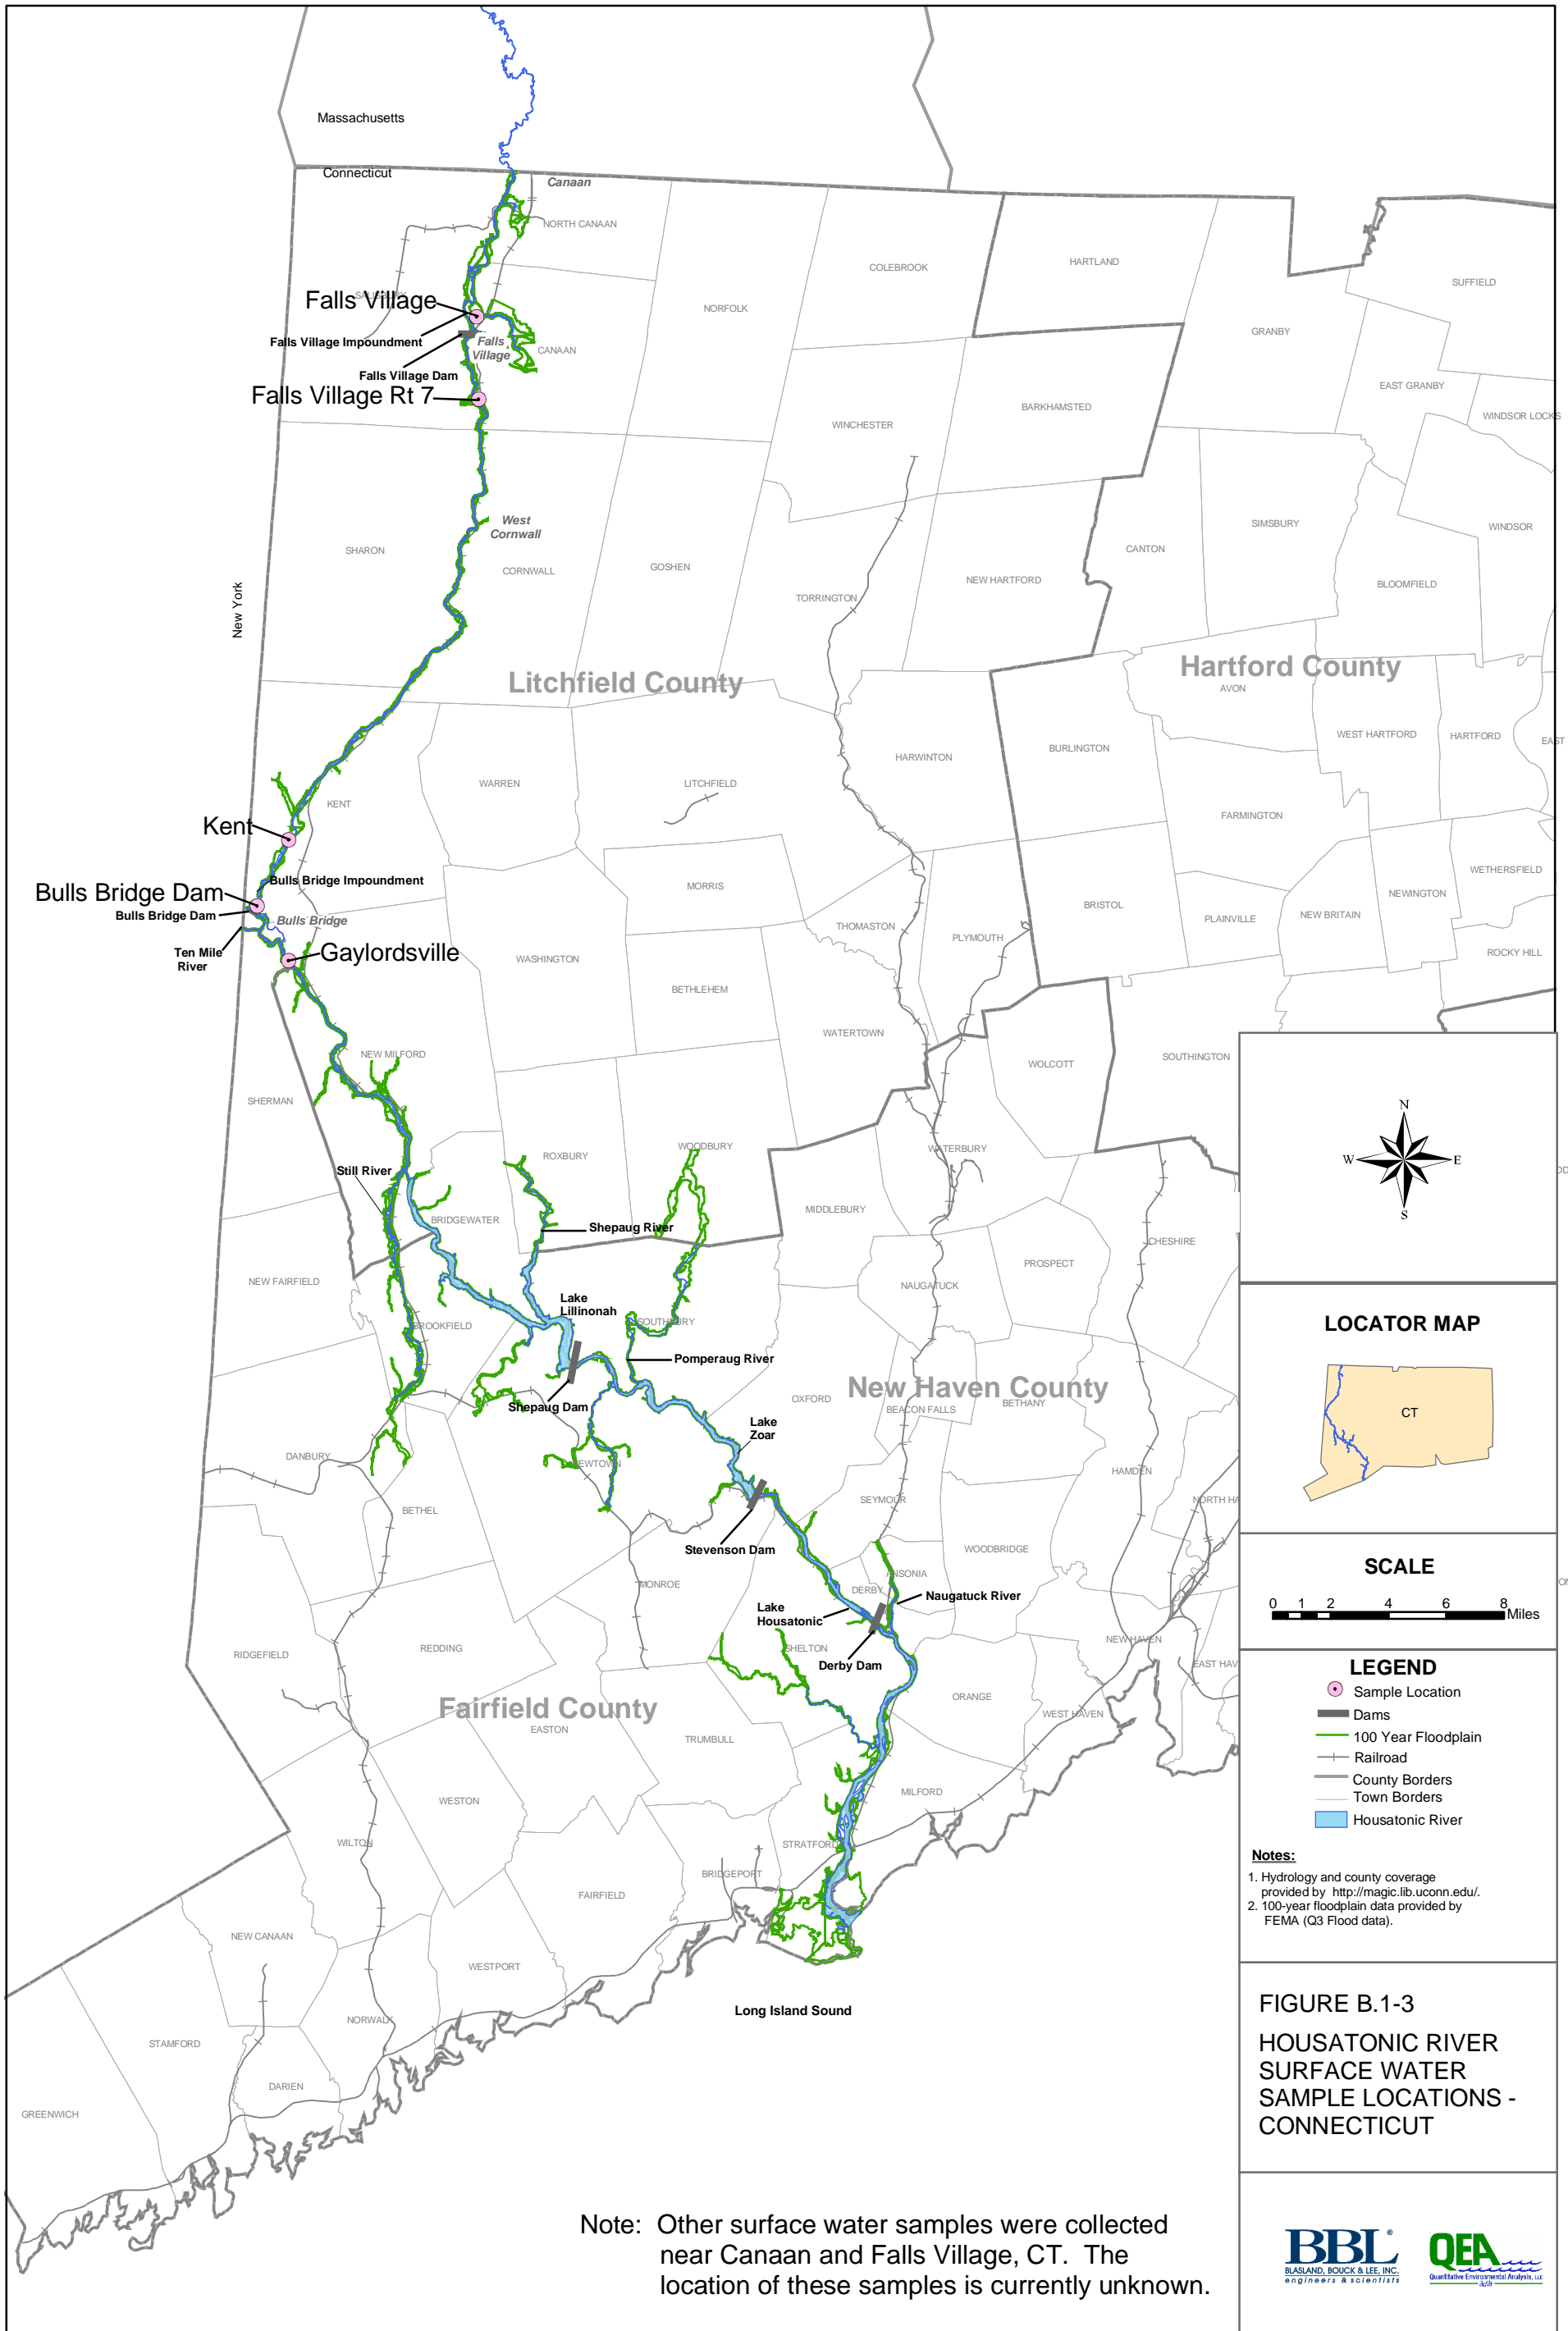 Massachusetts
Connecticut
Canaan
NORTH CANAAN
COLEBROOK
HARTLAND
SUFFIELD
SALISBURY
Falls Village
NORFOLK
GRANBY
Falls Village Impoundment
Falls
Village
CANAAN
Falls Village Dam
EAST GRANBY
Falls Village Rt 7
BARKHAMSTED
WINDSOR LOCKS
WINCHESTER
West
Cornwall
SIMSBURY
WINDSOR
SHARON
CORNWALL
GOSHEN
CANTON
NEW HARTFORD
BLOOMFIELD
New York
TORRINGTON
Litchfield County
Hartford County
AVON
WEST HARTFORD
HARTFORD
EAST
BURLINGTON
HARWINTON
WARREN
LITCHFIELD
KENT
FARMINGTON
Kent
WETHERSFIELD
Bulls Bridge Impoundment
MORRIS
Bulls Bridge Dam
NEWINGTON
BRISTOL
Bulls Bridge Dam
Bulls Bridge
PLAINVILLE
NEW BRITAIN
THOMASTON
PLYMOUTH
Ten Mile
River
Gaylordsville
WASHINGTON
ROCKY HILL
BETHLEHEM
WATERTOWN
NEW MILFORD
WOLCOTT
SOUTHINGTON
SHERMAN
WOODBURY
WATERBURY
ROXBURY
Still River
MIDDLEBURY
BRIDGEWATER
Shepaug River
CHESHIRE
PROSPECT
NEW FAIRFIELD
NAUGATUCK
Lake
Lillinonah
BROOKFIELD
SOUTHBURY
Pomperaug River
New Haven County
OXFORD
BEACON FALLS
BETHANY
Shepaug Dam
Lake
Zoar
DANBURY
NEWTOWN
HAMDEN
SEYMOUR
NORTH HA
BETHEL
Stevenson Dam
WOODBRIDGE
ANSONIA
MONROE
DERBY
Naugatuck River
Lake
Housatonic
NEW HAVEN
REDDING
SHELTON
RIDGEFIELD
Derby Dam
EAST HAV
ORANGE
Fairfield County
WEST HAVEN
EASTON
TRUMBULL
MILFORD
WESTON
WILTON
STRATFORD
BRIDGEPORT
FAIRFIELD
NEW CANAAN
WESTPORT
Long Island Sound
NORWALK
STAMFORD
DARIEN
GREENWICH
N
W
E
S
LOCATOR MAP
CT
SCALE
0 1 2 4 6 8
Miles
LEGEND
Sample Location
Dams
100 Year Floodplain
Railroad
County Borders
Town Borders
Housatonic River
Notes:
1. Hydrology and county coverage
provided by http://magic.lib.uconn.edu/.
2. 100-year floodplain data provided by
FEMA (Q3 Flood data).
FIGURE B.1-3
HOUSATONIC RIVER
SURFACE WATER
SAMPLE LOCATIONS -
CONNECTICUT
Note: Other surface water samples were collected
near Canaan and Falls Village, CT. The
location of these samples is currently unknown.
BBL®
BLASLAND, BOUCK & LEE, INC.
engineers & scientists
QEA
Quantitative Environmental Analysis, LLC